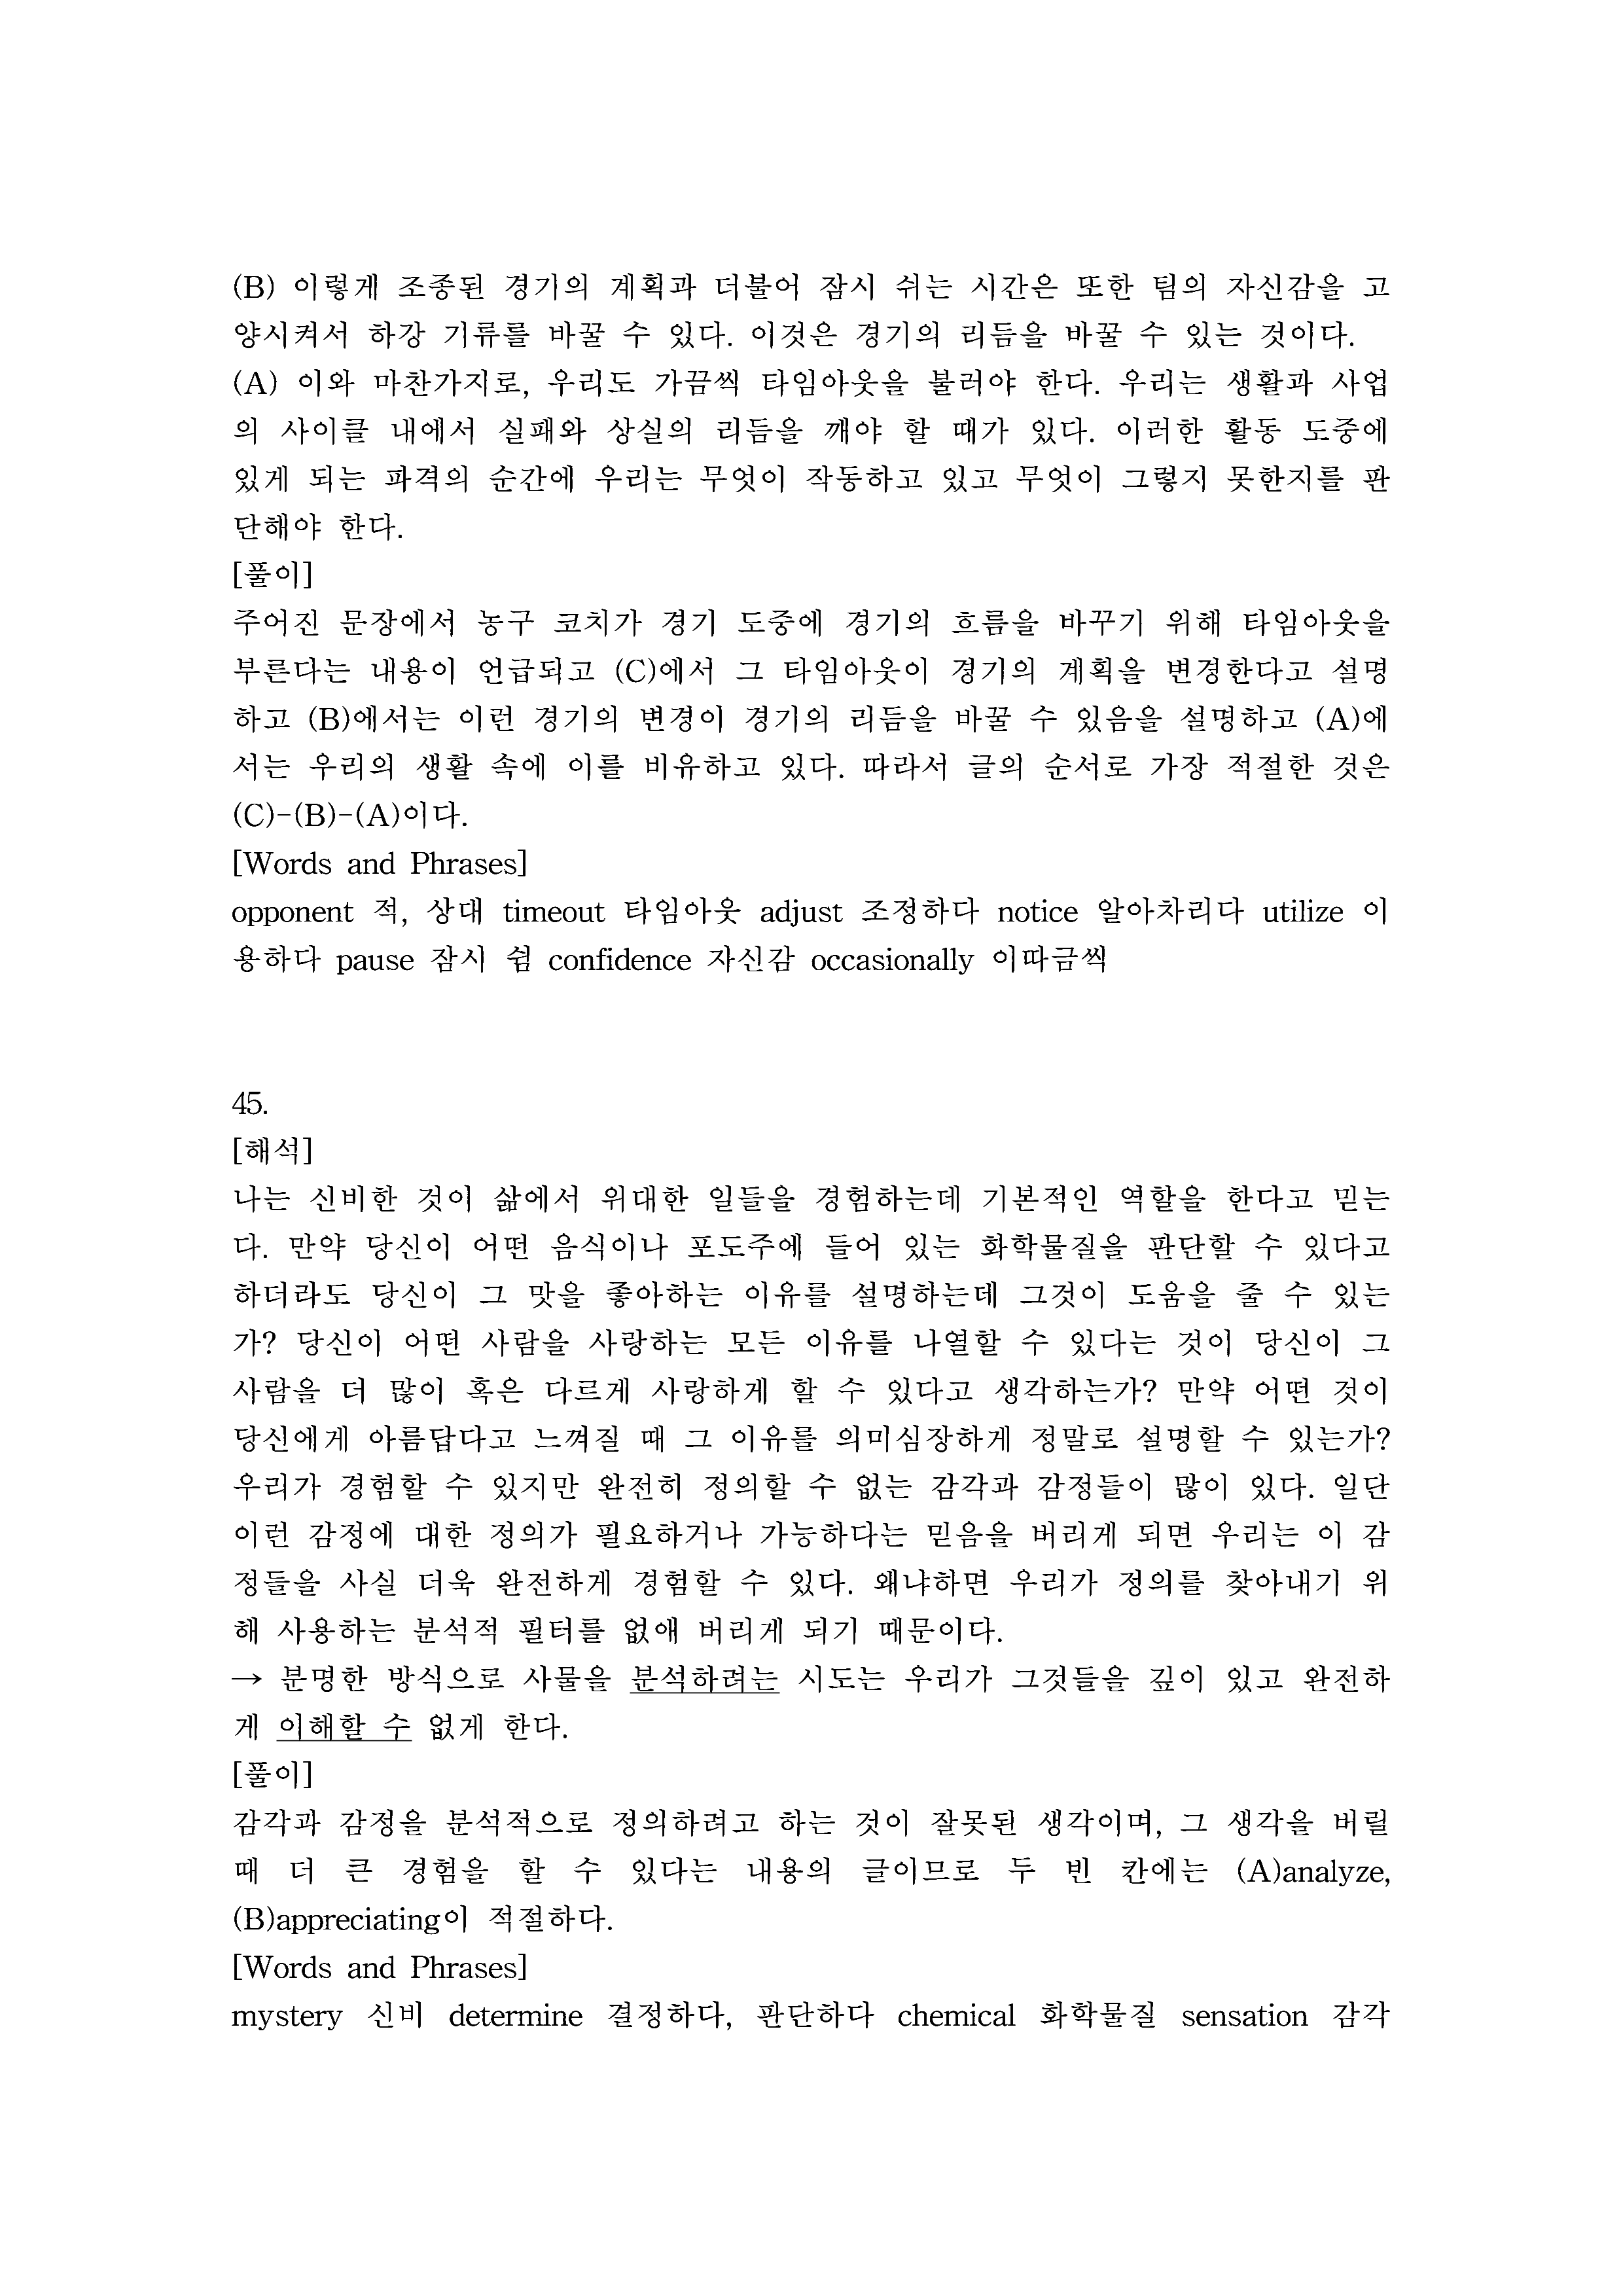 (B) 이렇게 조종된 경기의 계획과 더불어 잠시 쉬는 시간은 또한 팀의 자신감을 고
양시켜서 하강 기류를 바꿀 수 있다. 이것은 경기의 리듬을 바꿀 수 있는 것이다.
(A) 이와 마찬가지로, 우리도 가끔씩 타임아웃을 불러야 한다. 우리는 생활과 사업
의 사이클 내에서 실패와 상실의 리듬을 깨야 할 때가 있다. 이러한 활동 도중에
있게 되는 파격의 순간에 우리는 무엇이 작동하고 있고 무엇이 그렇지 못한지를 판
단해야 한다.
[풀이]
주어진 문장에서 농구 코치가 경기 도중에 경기의 흐름을 바꾸기 위해 타임아웃을
부른다는 내용이 언급되고 (C)에서 그 타임아웃이 경기의 계획을 변경한다고 설명
하고 (B)에서는 이런 경기의 변경이 경기의 리듬을 바꿀 수 있음을 설명하고 (A)에
서는 우리의 생활 속에 이를 비유하고 있다. 따라서 글의 순서로 가장 적절한 것은
(C)-(B)-(A)이다.
[Words and Phrases]
opponent 적, 상대 timeout 타임아웃 adjust 조정하다 notice 알아차리다 utilize 이
용하다 pause 잠시 쉼 confidence 자신감 occasionally 이따금씩
45.
[해석]
나는 신비한 것이 삶에서 위대한 일들을 경험하는데 기본적인 역할을 한다고 믿는
다. 만약 당신이 어떤 음식이나 포도주에 들어 있는 화학물질을 판단할 수 있다고
하더라도 당신이 그 맛을 좋아하는 이유를 설명하는데 그것이 도움을 줄 수 있는
가? 당신이 어떤 사람을 사랑하는 모든 이유를 나열할 수 있다는 것이 당신이 그
사람을 더 많이 혹은 다르게 사랑하게 할 수 있다고 생각하는가? 만약 어떤 것이
당신에게 아름답다고 느껴질 때 그 이유를 의미심장하게 정말로 설명할 수 있는가?
우리가 경험할 수 있지만 완전히 정의할 수 없는 감각과 감정들이 많이 있다. 일단
이런 감정에 대한 정의가 필요하거나 가능하다는 믿음을 버리게 되면 우리는 이 감
정들을 사실 더욱 완전하게 경험할 수 있다. 왜냐하면 우리가 정의를 찾아내기 위
해 사용하는 분석적 필터를 없애 버리게 되기 때문이다.
→ 분명한 방식으로 사물을 분석하려는 시도는 우리가 그것들을 깊이 있고 완전하
게 이해할 수 없게 한다.
[풀이]
감각과 감정을 분석적으로 정의하려고 하는 것이 잘못된 생각이며, 그 생각을 버릴
때 더 큰 경험을 할 수 있다는 내용의 글이므로 두 빈 칸에는 (A)analyze,
(B)appreciating이 적절하다.
[Words and Phrases]
mystery 신비 determine 결정하다, 판단하다 chemical 화학물질 sensation 감각